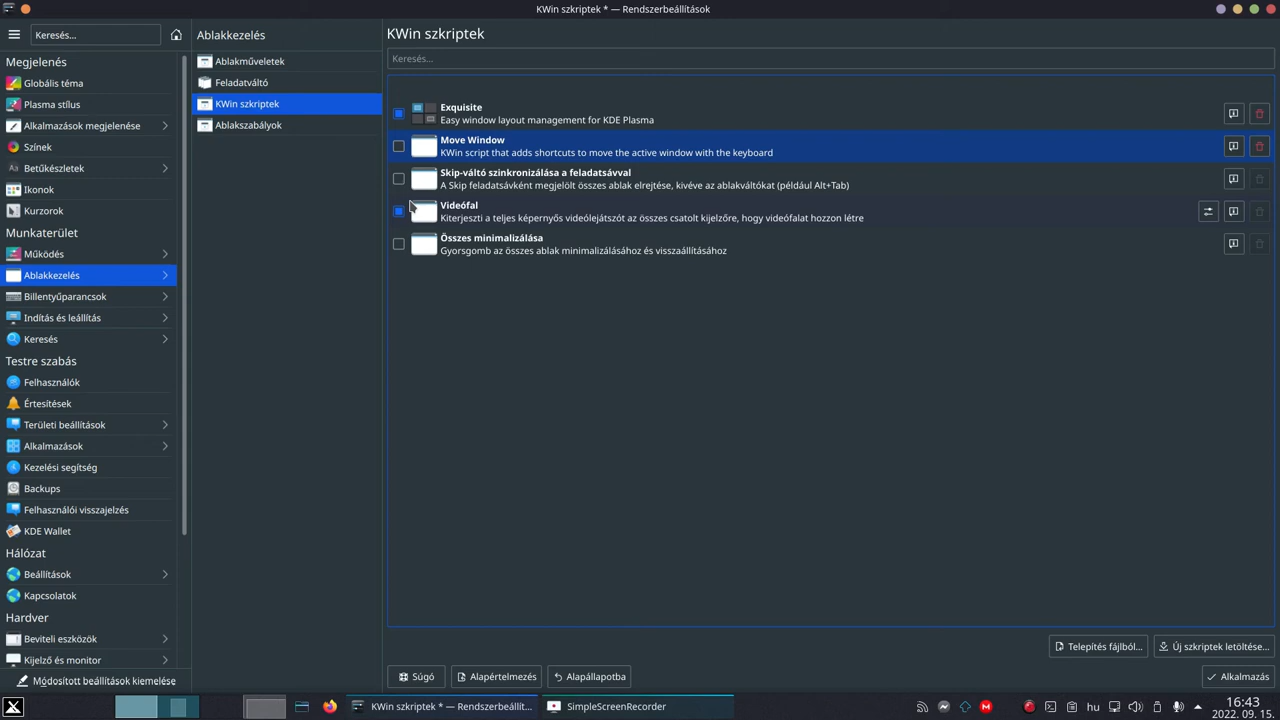 KWin szkriptek * — Rendszerbeállítások
Keresés...
Megjelenés
Globális téma
Plasma stílus
Alkalmazások megjelenése
Színek
Betűkészletek
Ikonok
Kurzorok
Munkaterület
Működés
Ablakkezelés
Billentyűparancsok
Indítás és leállítás
Keresés
Testre szabás
Felhasználók
Értesítések
Területi beállítások
Alkalmazások
Kezelési segítség
Backups
Felhasználói visszajelzés
KDE Wallet
Hálózat
Beállítások
Kapcsolatok
Hardver
Beviteli eszközök
Kijelző és monitor
Módosított beállítások kiemelése
Ablakkezelés
Ablakműveletek
Feladatváltó
KWin szkriptek
Ablakszabályok
KWin szkriptek
Keresés...
Exquisite
Easy window layout management for KDE Plasma
Move Window
KWin script that adds shortcuts to move the active window with the keyboard
Skip-váltó szinkronizálása a feladatsávval
A Skip feladatsávként megjelölt összes ablak elrejtése, kivéve az ablakváltókat (például Alt+Tab)
Videófal
Kiterjeszti a teljes képernyős videólejátszót az összes csatolt kijelzőre, hogy videófalat hozzon létre
Összes minimalizálása
Gyorsgomb az összes ablak minimalizálásához és visszaállításához
Telepítés fájlból...
Új szkriptek letöltése...
Súgó
Alapértelmezés
Alapállapotba
Alkalmazás
KWin szkriptek * — Rendszerbeállít...
SimpleScreenRecorder
hu
16:43
2022. 09. 15.